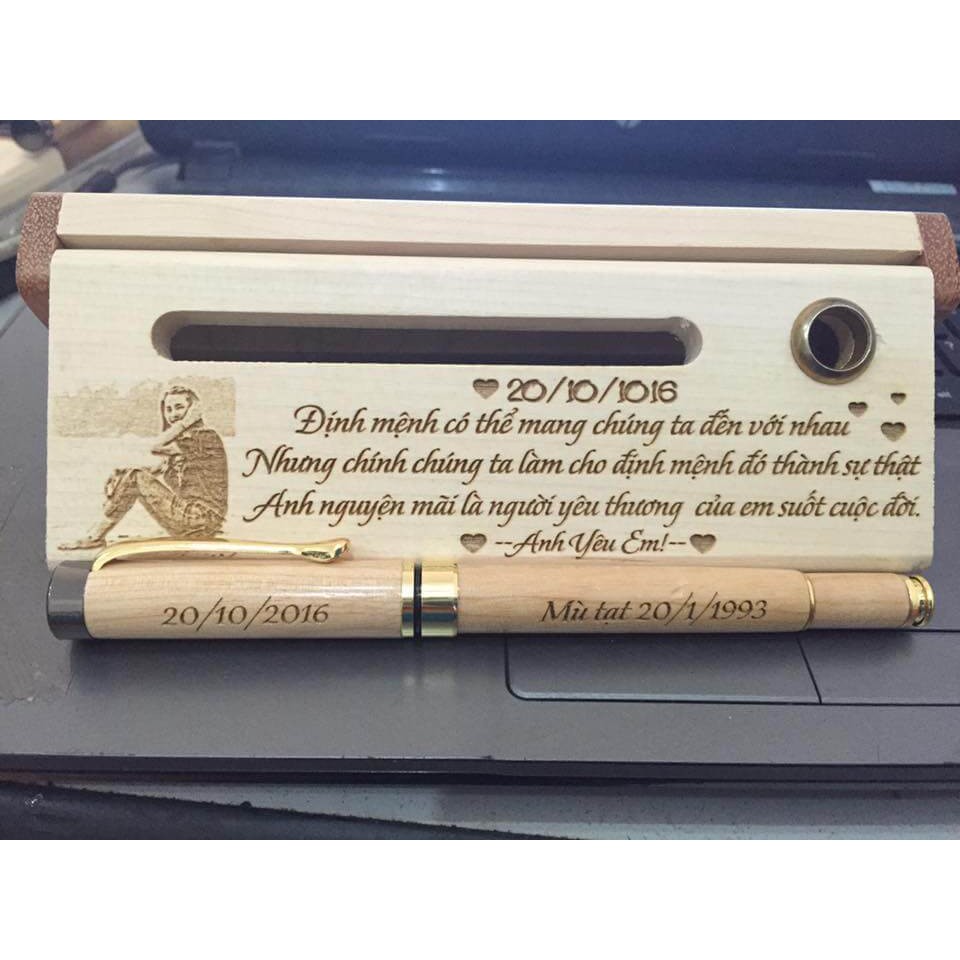 20/10/1016
Định mệnh có thể mang chúng ta đến với nhau
Nhưng chính chúng ta làm cho định mệnh đó thành sự thật
Anh nguyện mãi là người yêu thương của em suốt cuộc đời.
--Anh Yêu Em!--
20/10/2016
Mù tạt 20/1/1993